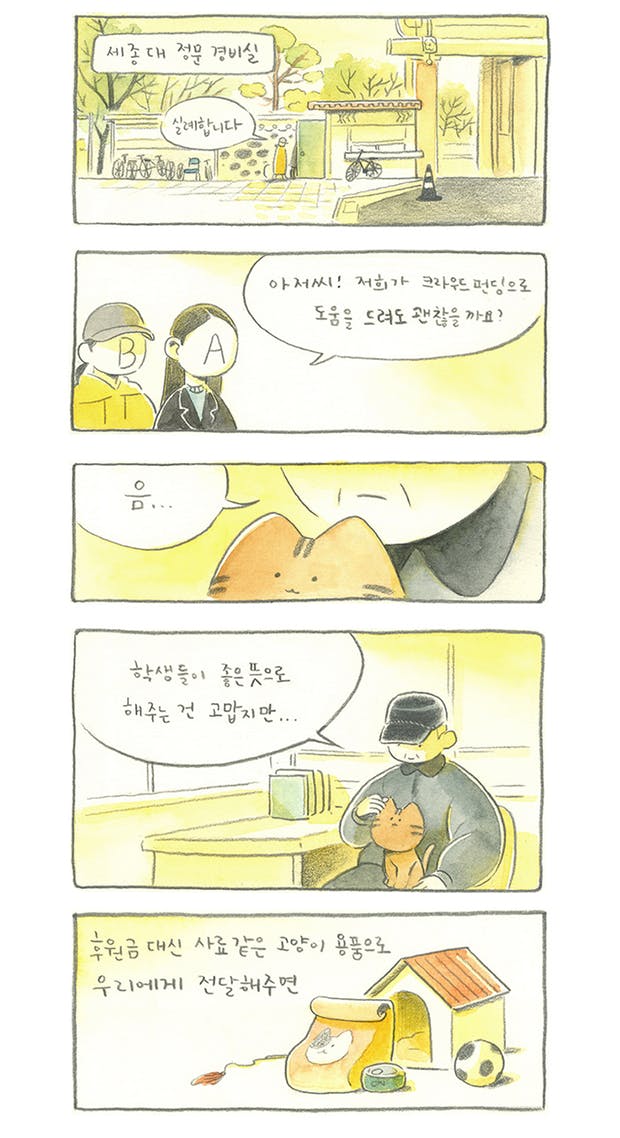 세종대 정문 경비실
실례합니다
아저씨! 저희가 크라우드펀딩으로
도움을 드려도 괜찮을까요?
B
A
음...
학생들이 좋은 뜻으로
해주는 건 고맙지만...
후원금 대신 사료같은 고양이 용품으로
우리에게 전달해주면